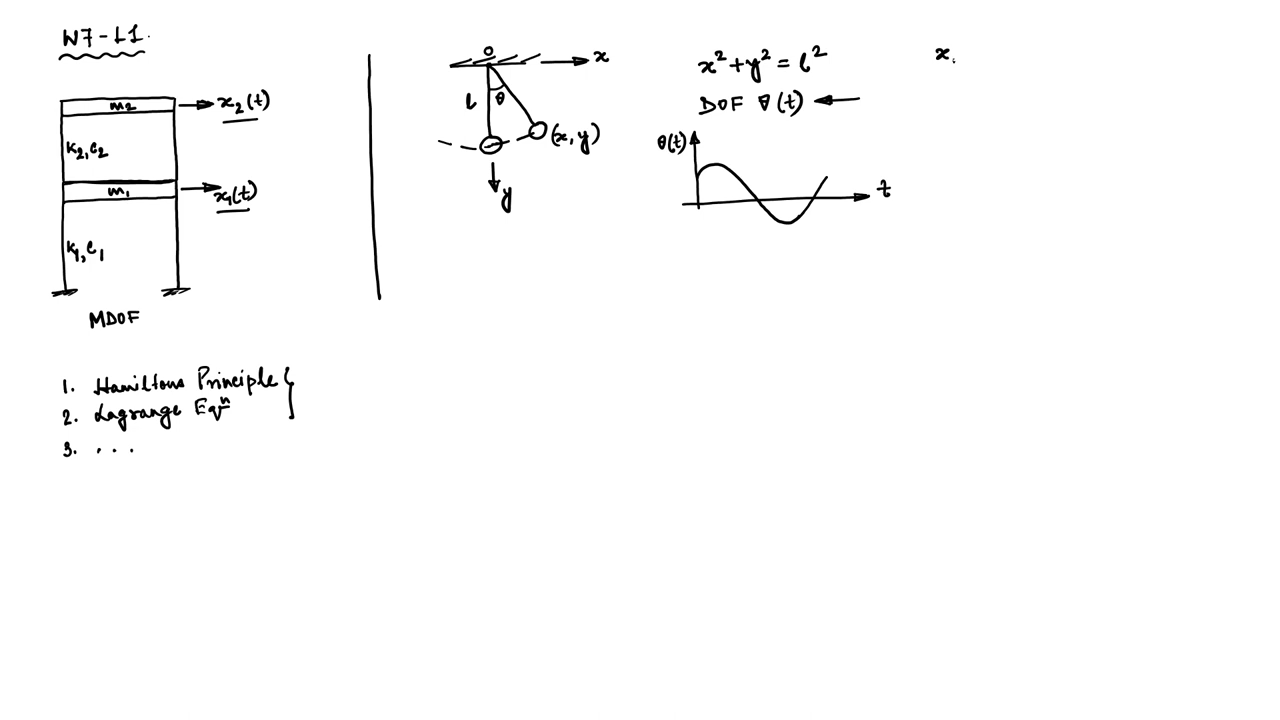 W7-L1.
m2
x2(t)
k2,c2
m1
x1(t)
k1,c1
MDOF
1. Hamiltons Principle
2. Lagrange Eqn
3. . . .
o
x
l
θ
(x,y)
y
x² + y² = l²
DOF θ(t)
θ(t)
t
x.